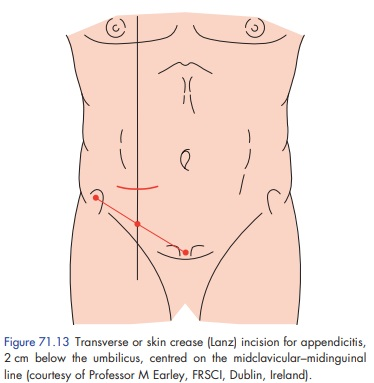 Figure 71.13 Transverse or skin crease (Lanz) incision for appendicitis,
2 cm below the umbilicus, centred on the midclavicular–midinguinal
line (courtesy of Professor M Earley, FRSCI, Dublin, Ireland).